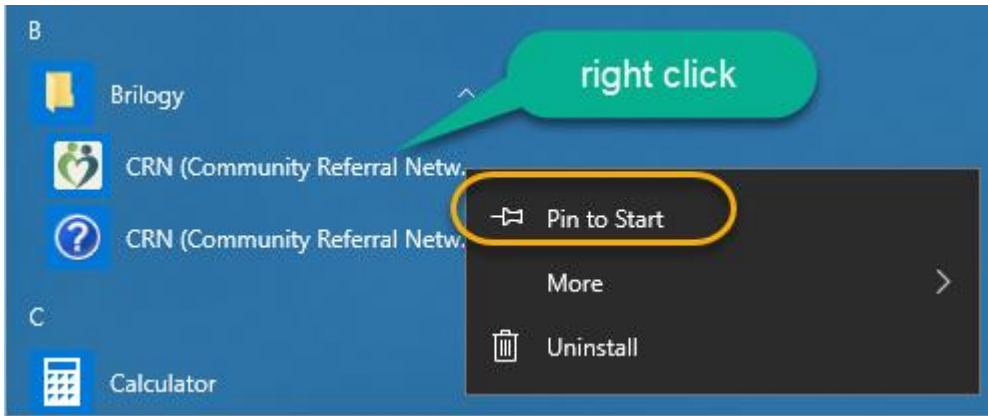 B
Brilogy
right click
CRN (Community Referral Netw.
Pin to Start
CRN (Community Referral Netw.
More
C
Uninstall
Calculator